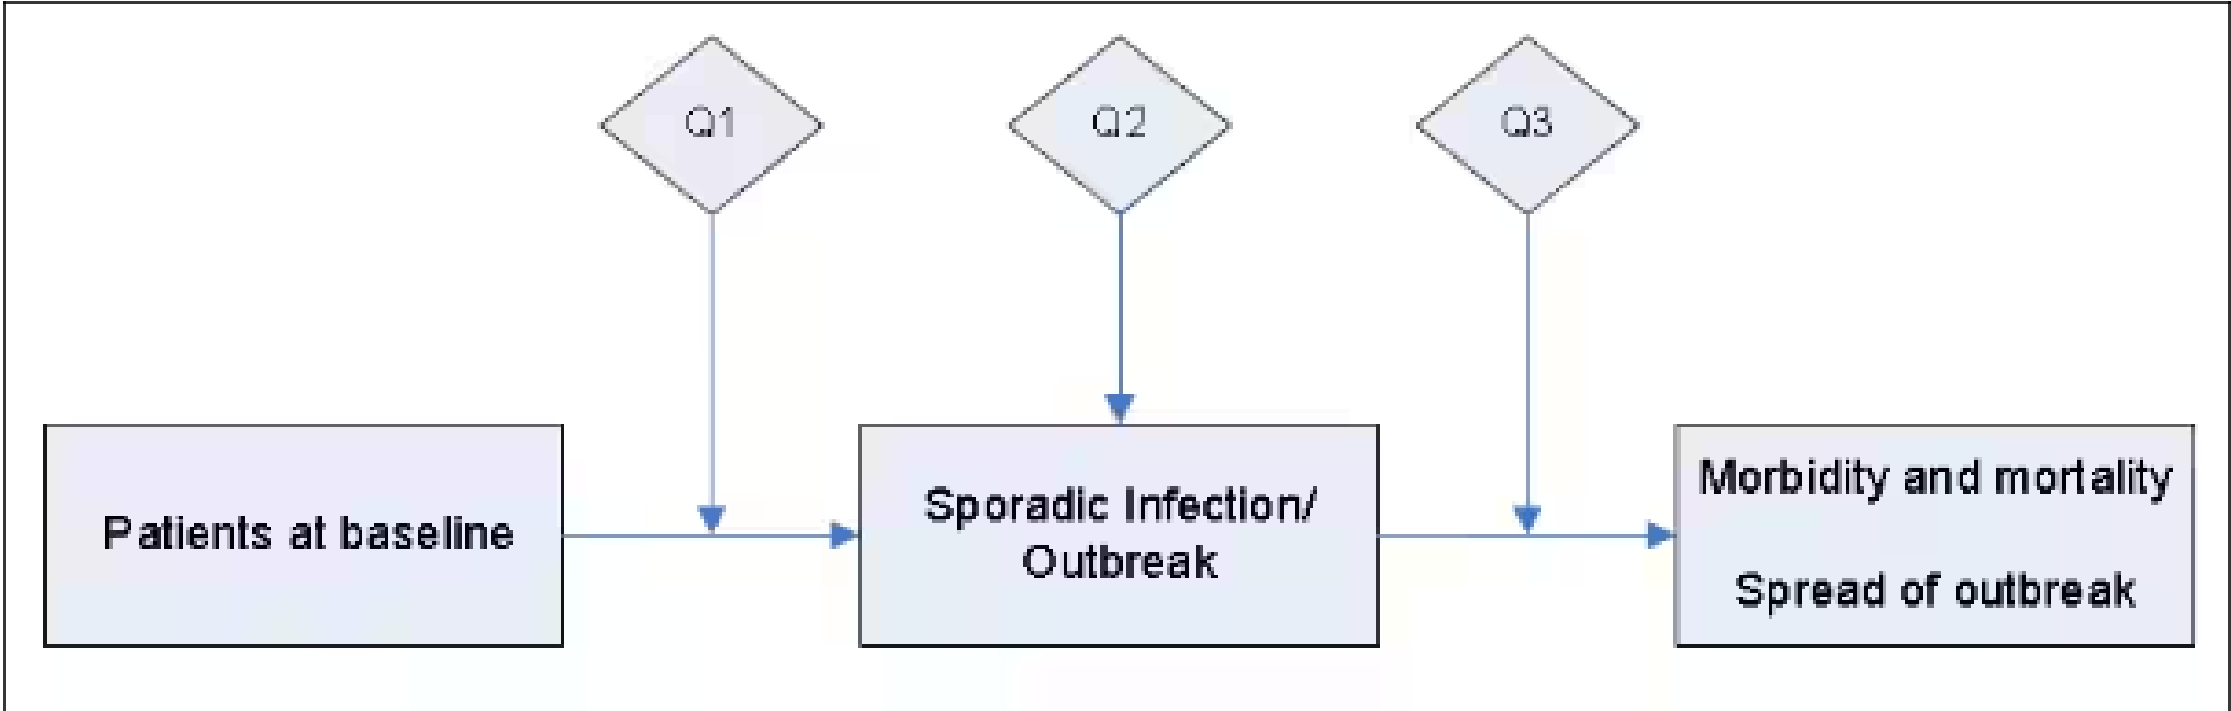 Q1
Q2
Q3
Patients at baseline
Sporadic Infection/
Outbreak
Morbidity and mortality
Spread of outbreak